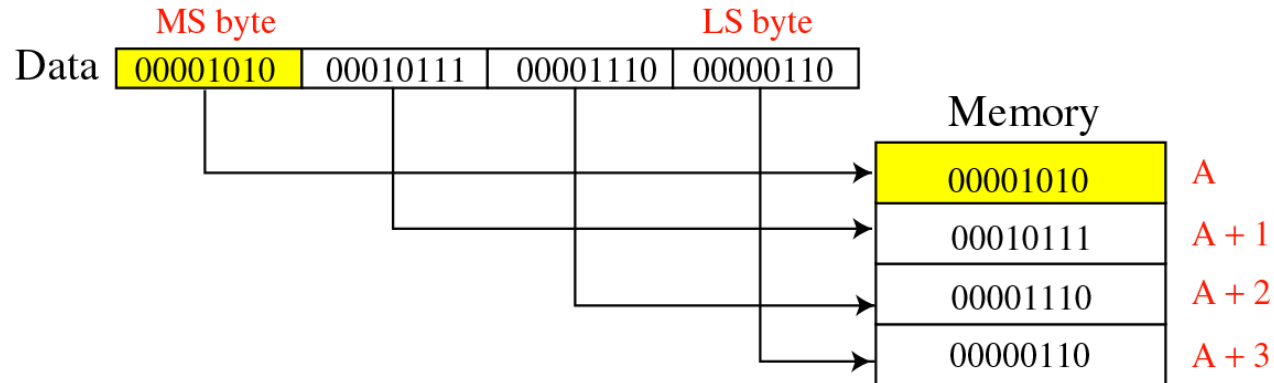 MS byte LS byte
Data 00001010 00010111 00001110 00000110
Memory
00001010 A
00010111 A + 1
00001110 A + 2
00000110 A + 3